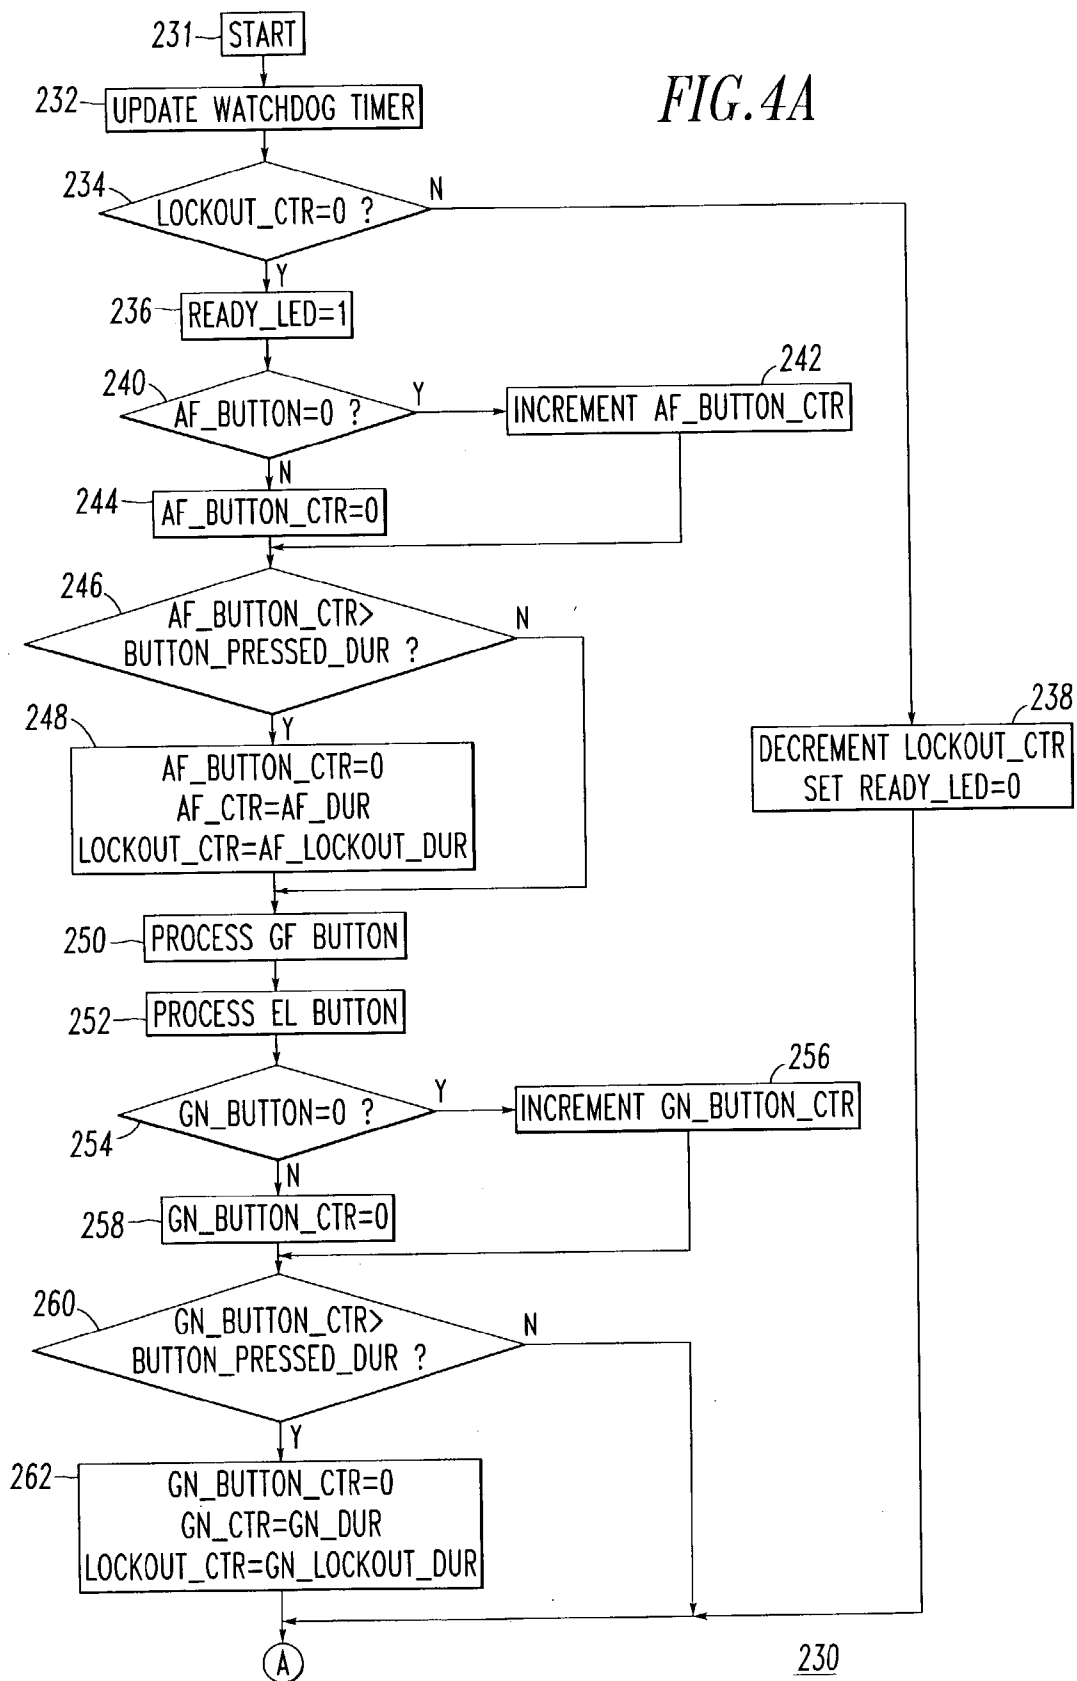 231
START
FIG.4A
232
UPDATE WATCHDOG TIMER
234
LOCKOUT_CTR=0 ?
N
Y
236
READY_LED=1
240
AF_BUTTON=0 ?
Y
242
INCREMENT AF_BUTTON_CTR
N
244
AF_BUTTON_CTR=0
246
AF_BUTTON_CTR>
BUTTON_PRESSED_DUR ?
N
Y
248
AF_BUTTON_CTR=0
AF_CTR=AF_DUR
LOCKOUT_CTR=AF_LOCKOUT_DUR
238
DECREMENT LOCKOUT_CTR
SET READY_LED=0
250
PROCESS GF BUTTON
252
PROCESS EL BUTTON
254
GN_BUTTON=0 ?
Y
256
INCREMENT GN_BUTTON_CTR
N
258
GN_BUTTON_CTR=0
260
GN_BUTTON_CTR>
BUTTON_PRESSED_DUR ?
N
Y
262
GN_BUTTON_CTR=0
GN_CTR=GN_DUR
LOCKOUT_CTR=GN_LOCKOUT_DUR
A
230